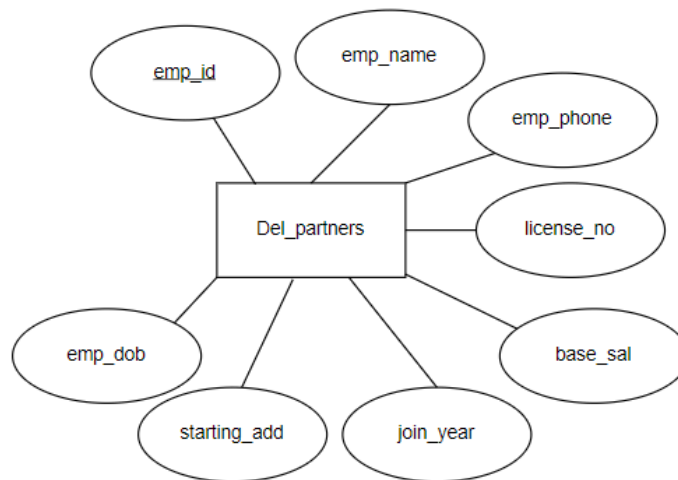 emp_id
emp_name
emp_phone
Del_partners
license_no
emp_dob
base_sal
starting_add
join_year